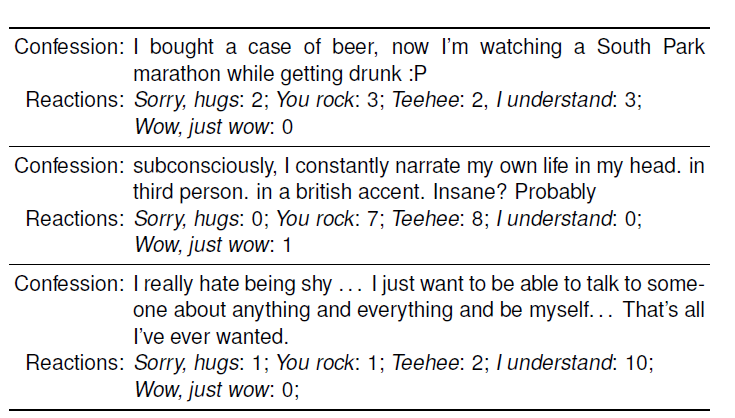 Confession: I bought a case of beer, now I'm watching a South Park
marathon while getting drunk :P
Reactions: Sorry, hugs: 2; You rock: 3; Teehee: 2, I understand: 3;
Wow, just wow: 0
Confession: subconsciously, I constantly narrate my own life in my head. in
third person. in a british accent. Insane? Probably
Reactions: Sorry, hugs: 0; You rock: 7; Teehee: 8; I understand: 0;
Wow, just wow: 1
Confession: I really hate being shy ... I just want to be able to talk to some-
one about anything and everything and be myself... That's all
I've ever wanted.
Reactions: Sorry, hugs: 1; You rock: 1; Teehee: 2; I understand: 10;
Wow, just wow: 0;